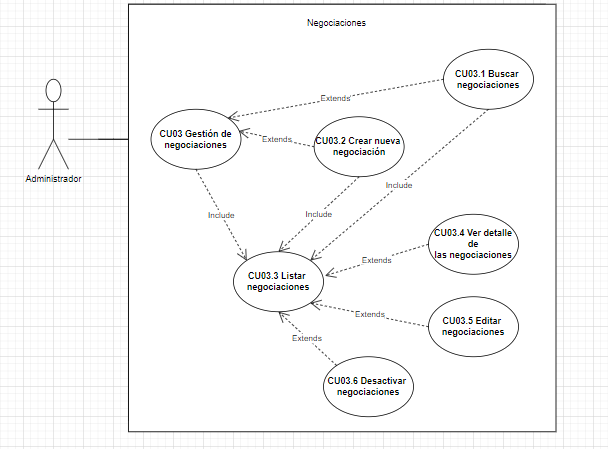 Negociaciones
CU03.1 Buscar
negociaciones
Extends
CU03 Gestión de
negociaciones
Extends
CU03.2 Crear nueva
negociación
Include
Include
Include
Administrador
CU03.4 Ver detalle
de
las negociaciones
Extends
CU03.3 Listar
negociaciones
Extends
CU03.5 Editar
negociaciones
Extends
CU03.6 Desactivar
negociaciones